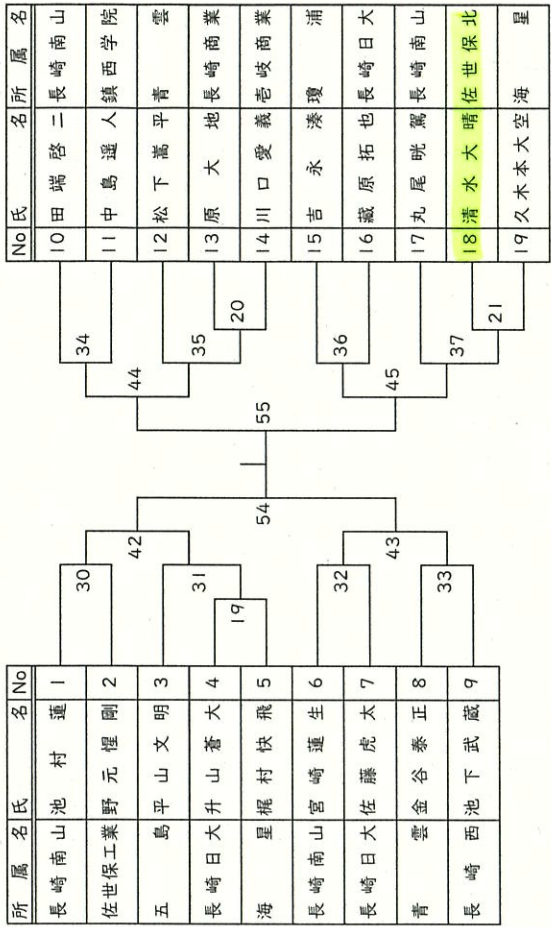 所属名 氏名 No
長崎南山 池村蓮 1
佐世保工業 野元惺剛 2
五島 平山文明 3
長崎日大 升山蒼大 4
海星 梶村快飛 5
長崎南山 宮崎蓮生 6
長崎日大 佐藤虎太 7
青雲 金谷泰正 8
長崎西 池下武蔵 9
30
19
31
32
33
42
43
54
55
44
45
34
35
20
36
37
21
No 氏名 所属名
10 田端啓二 長崎南山
11 中島遥人 鎮西学院
12 松下嵩平 青雲
13 原大地 長崎商業
14 川口愛義 壱岐商業
15 吉永湊 瓊浦
16 藏原拓也 長崎日大
17 丸尾晄駕 長崎南山
18 清水大晴 佐世保北
19 久木本大空 海星